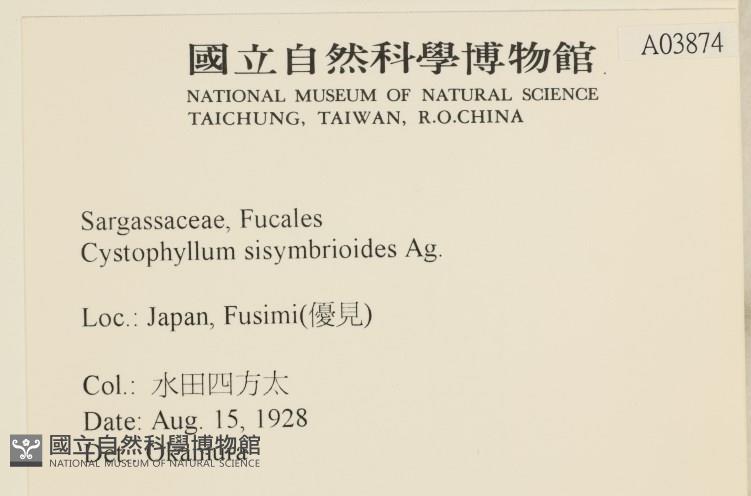 國立自然科學博物館
A03874
NATIONAL MUSEUM OF NATURAL SCIENCE
TAICHUNG, TAIWAN, R.O.CHINA
Sargassaceae, Fucales
Cystophyllum sisymbrioides Ag.
Loc.: Japan, Fusimi(優見)
Col.: 水田四方太
Date: Aug. 15, 1928
Det.: Okamura
國立自然科學博物館
NATIONAL MUSEUM OF NATURAL SCIENCE